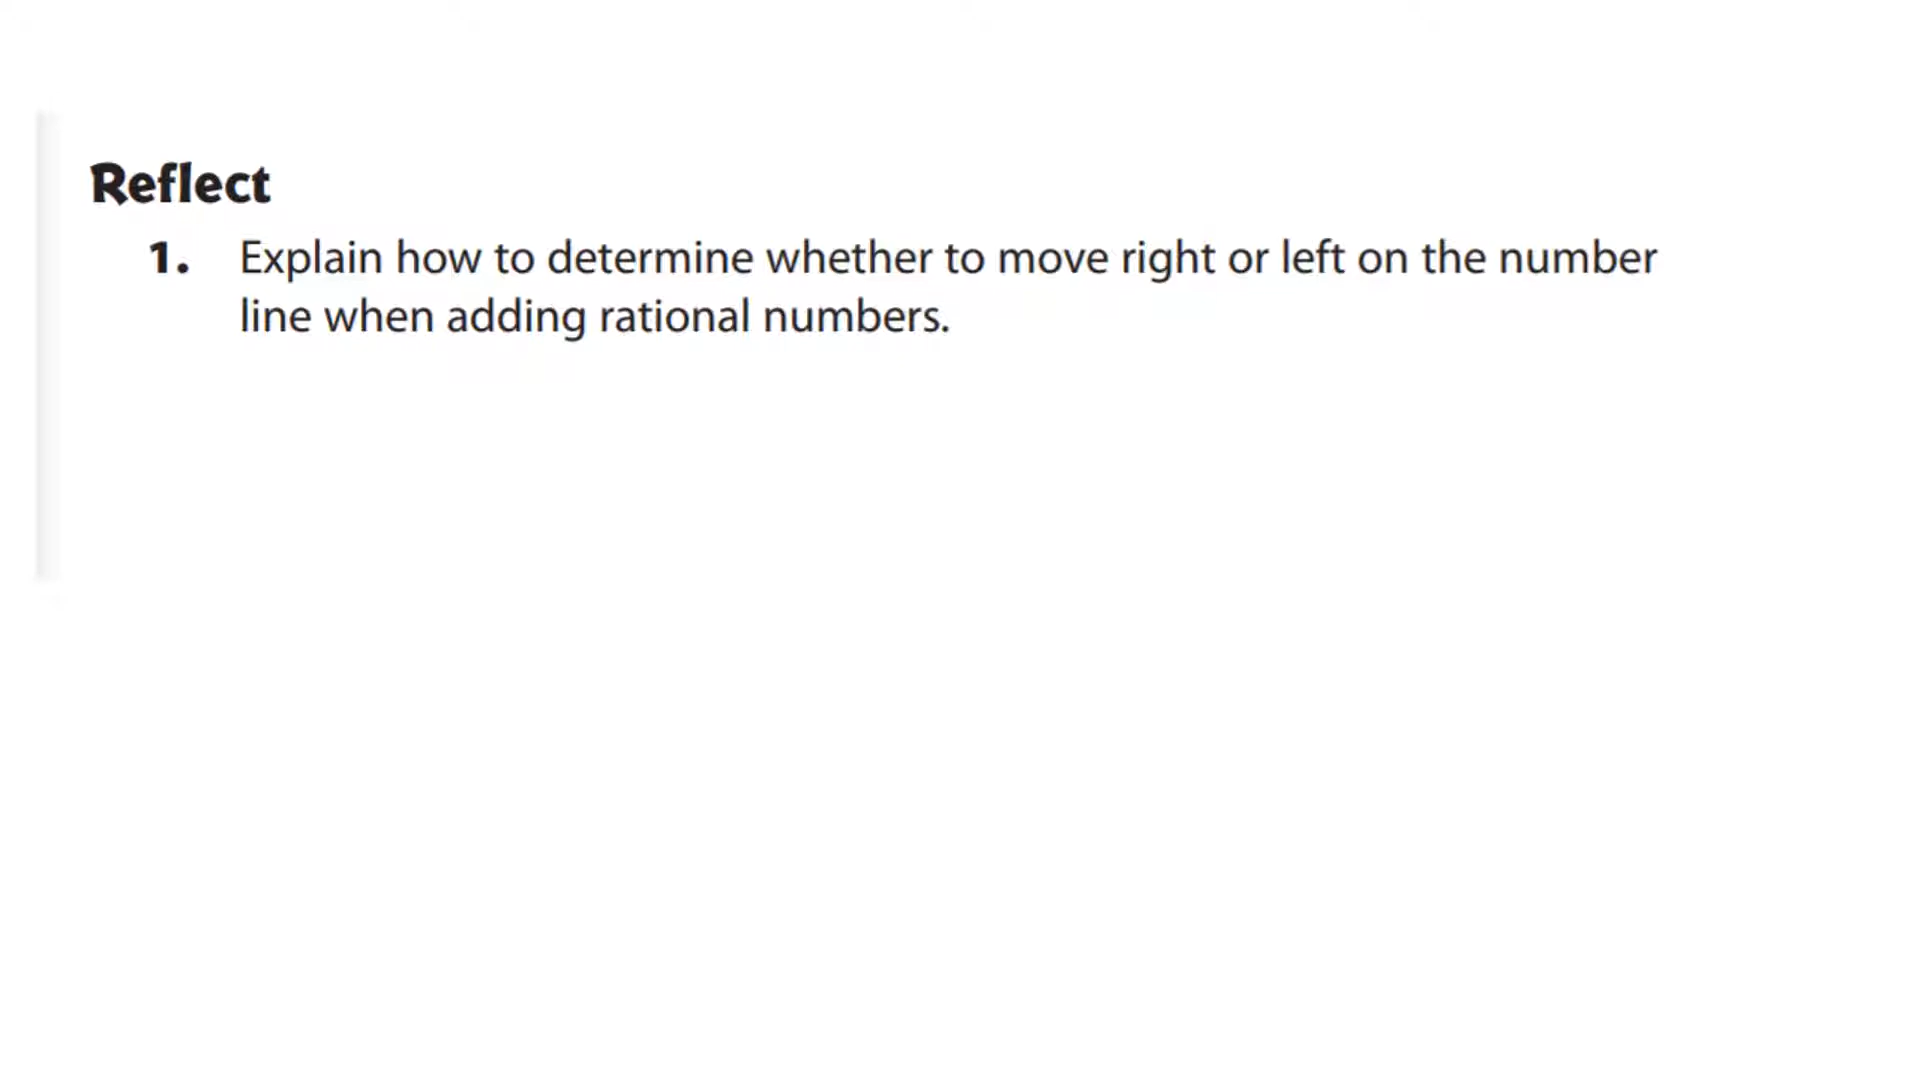 Reflect
1. Explain how to determine whether to move right or left on the number
line when adding rational numbers.